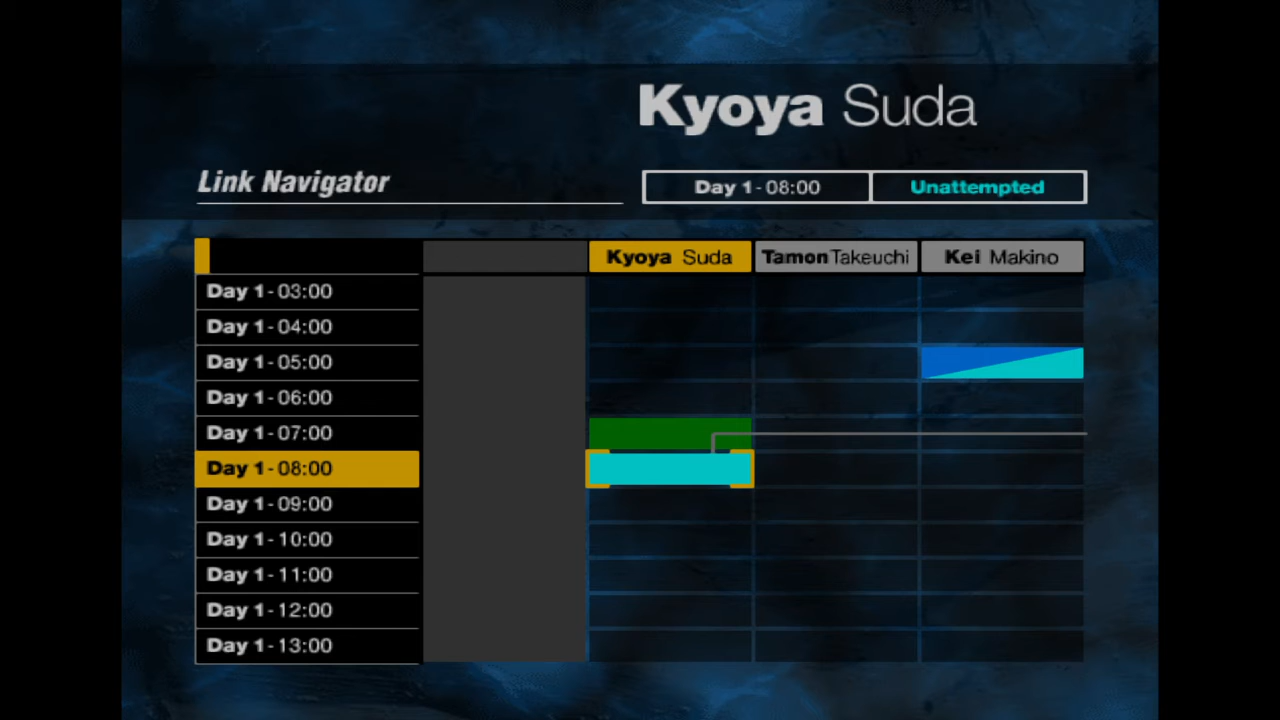 Kyoya Suda
Link Navigator
Day 1 - 08:00 Unattempted
Kyoya Suda Tamon Takeuchi Kei Makino
Day 1 - 03:00
Day 1 - 04:00
Day 1 - 05:00
Day 1 - 06:00
Day 1 - 07:00
Day 1 - 08:00
Day 1 - 09:00
Day 1 - 10:00
Day 1 - 11:00
Day 1 - 12:00
Day 1 - 13:00